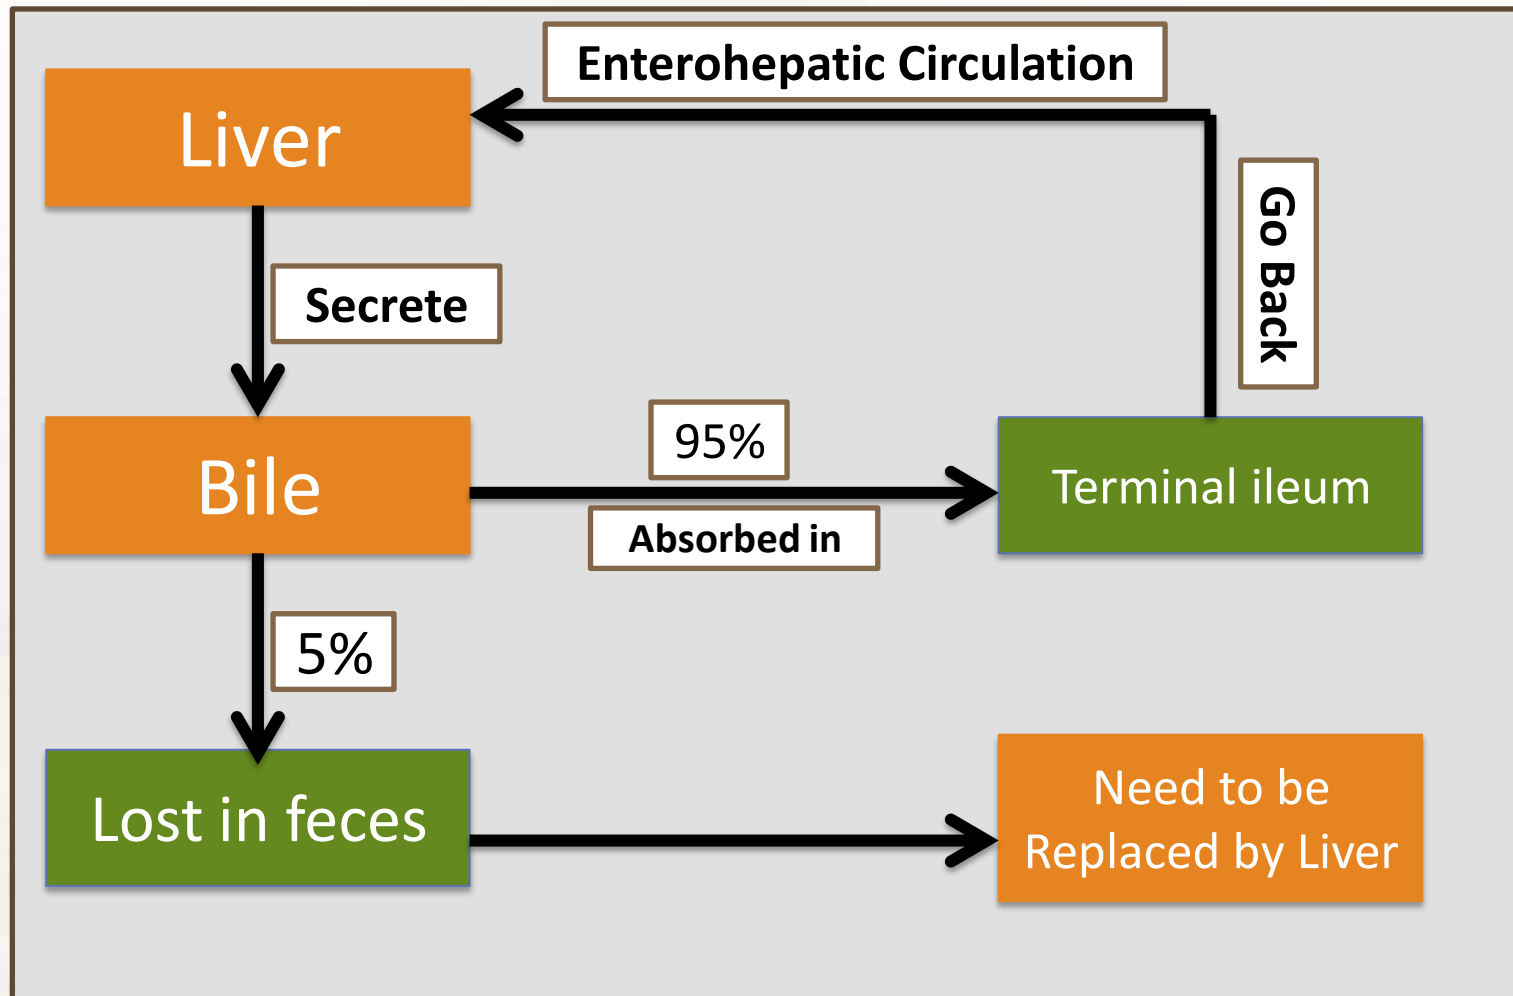 Enterohepatic Circulation
Liver
Go Back
Secrete
95%
Bile
Terminal ileum
Absorbed in
5%
Lost in feces
Need to be
Replaced by Liver